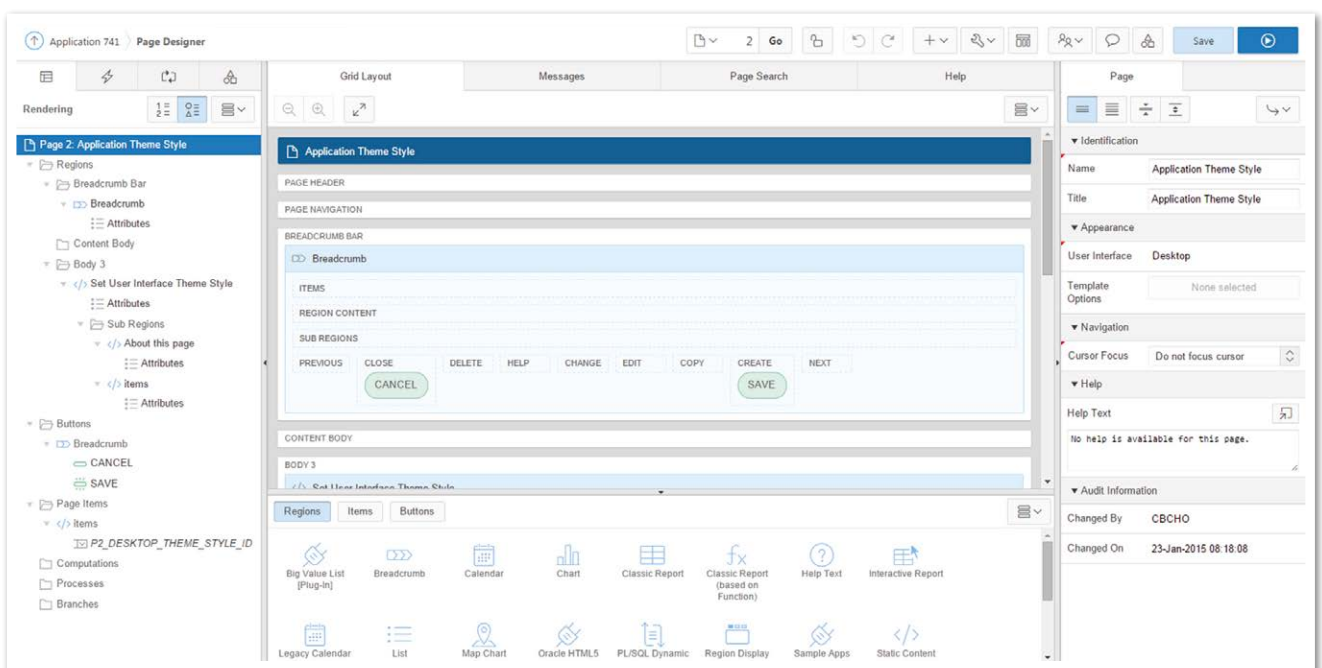 Application 741 Page Designer
2 Go
Save
Grid Layout Messages Page Search Help
Page
Rendering
Page 2: Application Theme Style
Regions
Breadcrumb Bar
Breadcrumb
Attributes
Content Body
Body 3
Set User Interface Theme Style
Attributes
Sub Regions
About this page
Attributes
items
Attributes
Buttons
Breadcrumb
CANCEL
SAVE
Page Items
items
P2_DESKTOP_THEME_STYLE_ID
Computations
Processes
Branches
Application Theme Style
PAGE HEADER
PAGE NAVIGATION
BREADCRUMB BAR
Breadcrumb
ITEMS
REGION CONTENT
SUB REGIONS
PREVIOUS CLOSE DELETE HELP CHANGE EDIT COPY CREATE NEXT
CANCEL SAVE
CONTENT BODY
BODY 3
Set User Interface Theme Style
Regions Items Buttons
Big Value List [Plug-In]
Breadcrumb
Calendar
Chart
Classic Report
Classic Report (based on Function)
Help Text
Interactive Report
Legacy Calendar
List
Map Chart
Oracle HTML5
PL/SQL Dynamic
Region Display
Sample Apps
Static Content
Identification
Name Application Theme Style
Title Application Theme Style
Appearance
User Interface Desktop
Template Options None selected
Navigation
Cursor Focus Do not focus cursor
Help
Help Text
No help is available for this page.
Audit Information
Changed By CBCHO
Changed On 23-Jan-2015 08:18:08